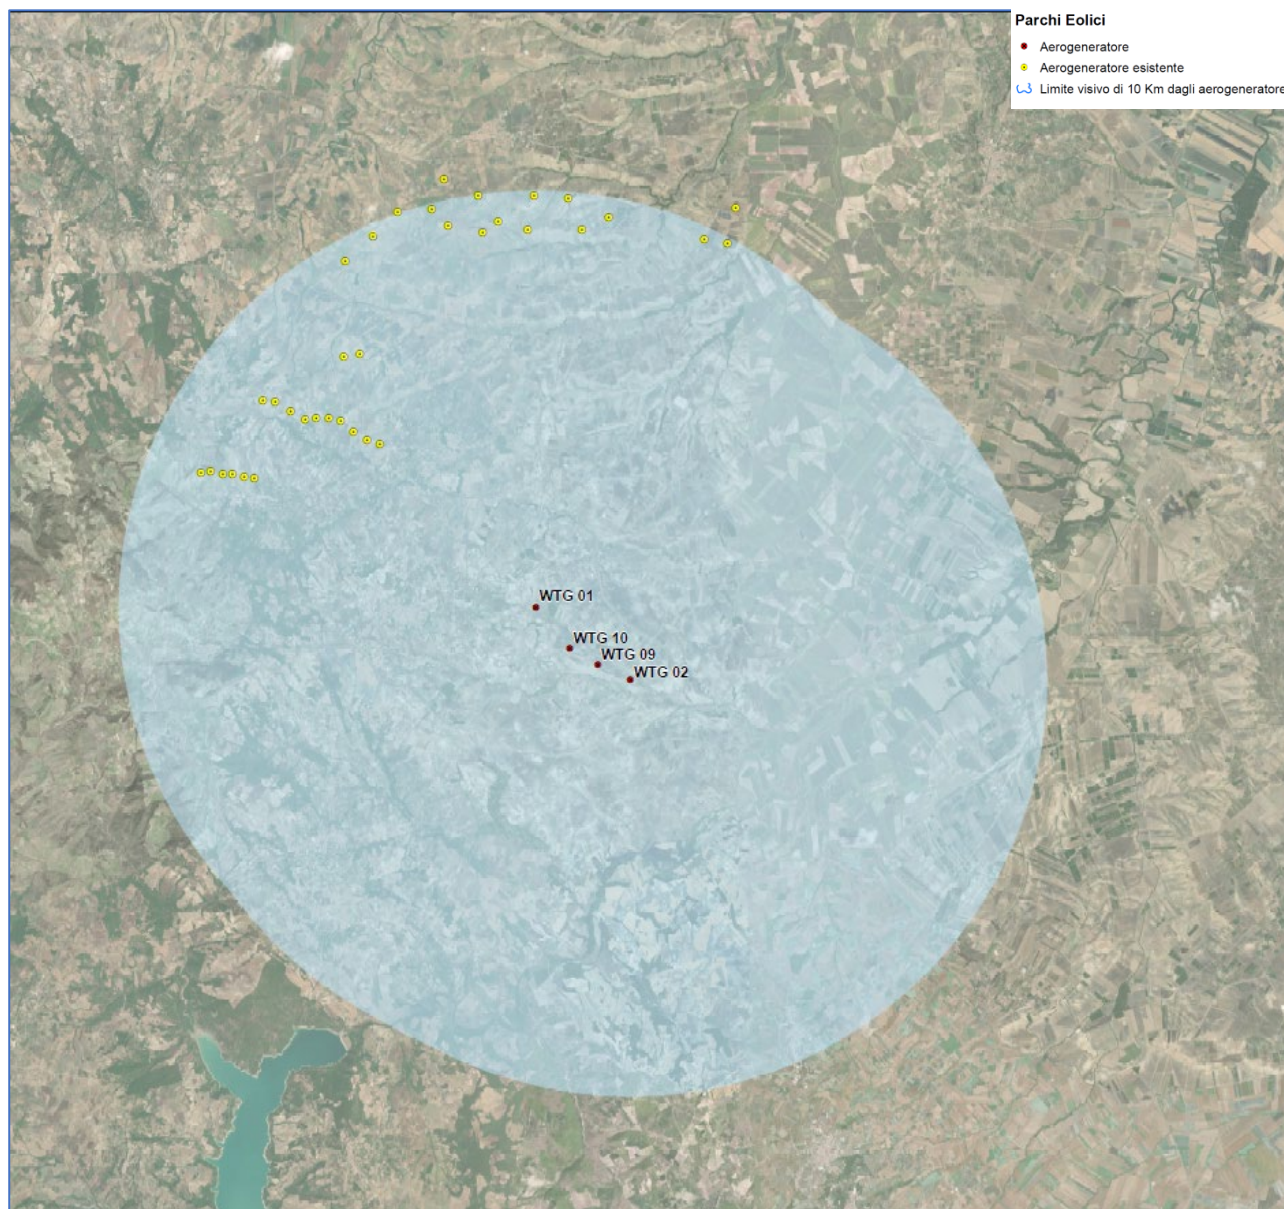 Parchi Eolici
Aerogeneratore
Aerogeneratore esistente
Limite visivo di 10 Km dagli aerogeneratore
WTG 01
WTG 10
WTG 09
WTG 02